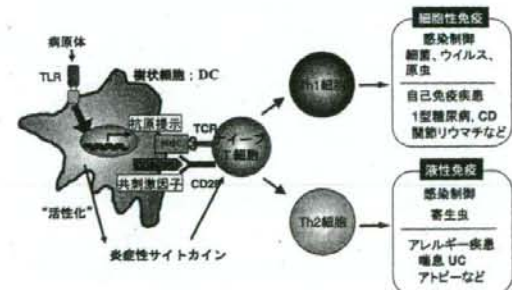 病原体
TLR
樹状細胞；DC
抗原提示
TCR
ナイーブ
T細胞
共刺激因子
CD28
"活性化"
炎症性サイトカイン
Th1細胞
Th2細胞
細胞性免疫
感染制御
細菌、ウイルス、
原虫
自己免疫疾患
1型糖尿病, CD
関節リウマチなど
液性免疫
感染制御
寄生虫
アレルギー疾患
喘息 UC
アトピーなど